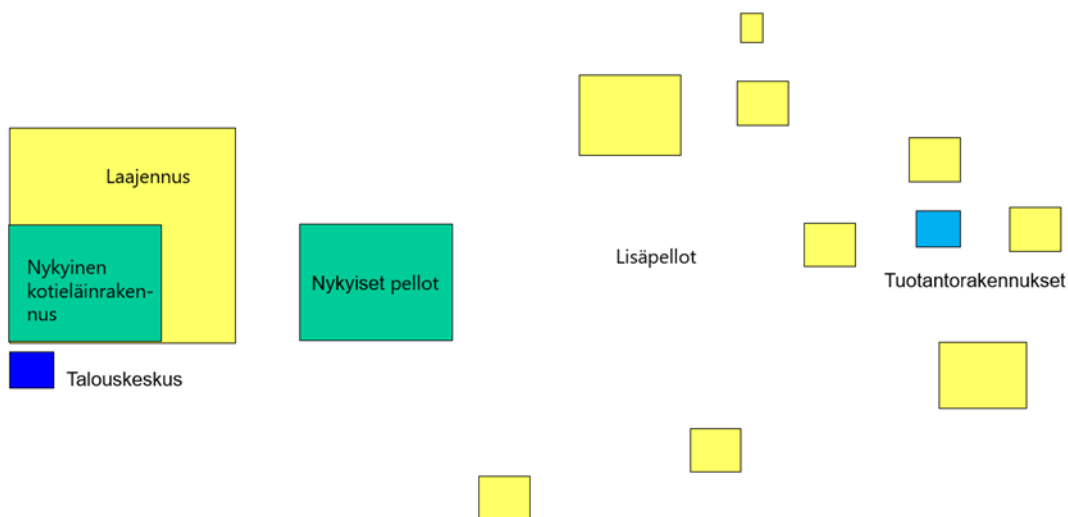 Laajennus
Nykyinen
kotieläinraken-
nus
Talouskeskus
Nykyiset pellot
Lisäpellot
Tuotantorakennukset